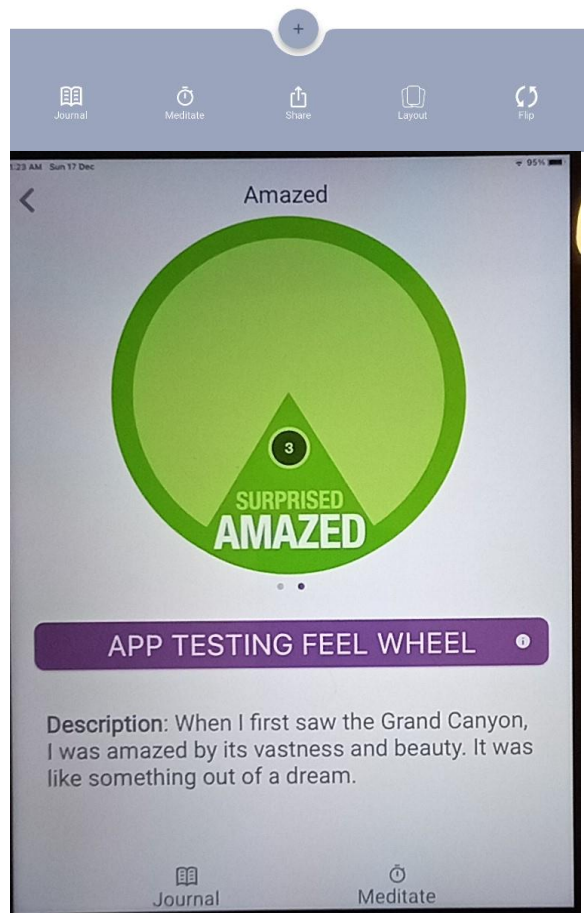 +
Journal Meditate Share Layout Flip
:23 AM Sun 17 Dec 95%
Amazed
3
SURPRISED
AMAZED
APP TESTING FEEL WHEEL i
Description: When I first saw the Grand Canyon,
I was amazed by its vastness and beauty. It was
like something out of a dream.
Journal Meditate